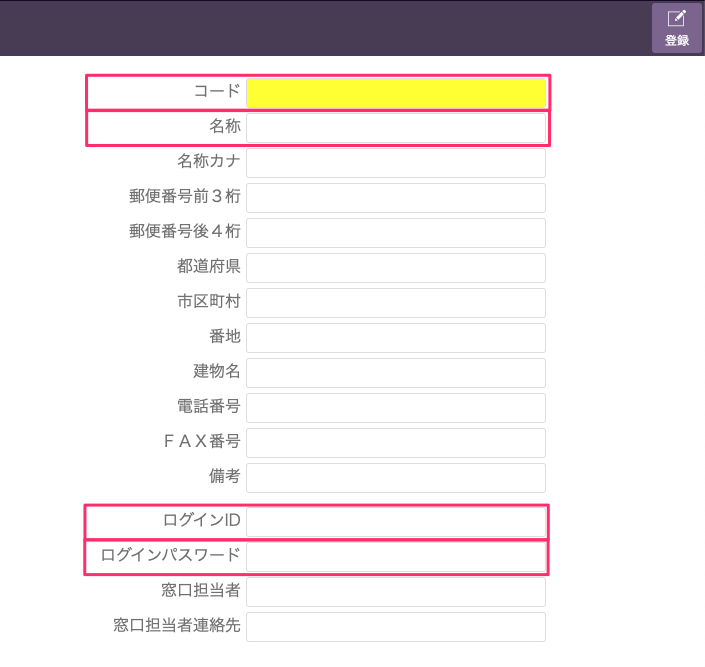 登録
コード
名称
名称カナ
郵便番号前３桁
郵便番号後４桁
都道府県
市区町村
番地
建物名
電話番号
ＦＡＸ番号
備考
ログインID
ログインパスワード
窓口担当者
窓口担当者連絡先